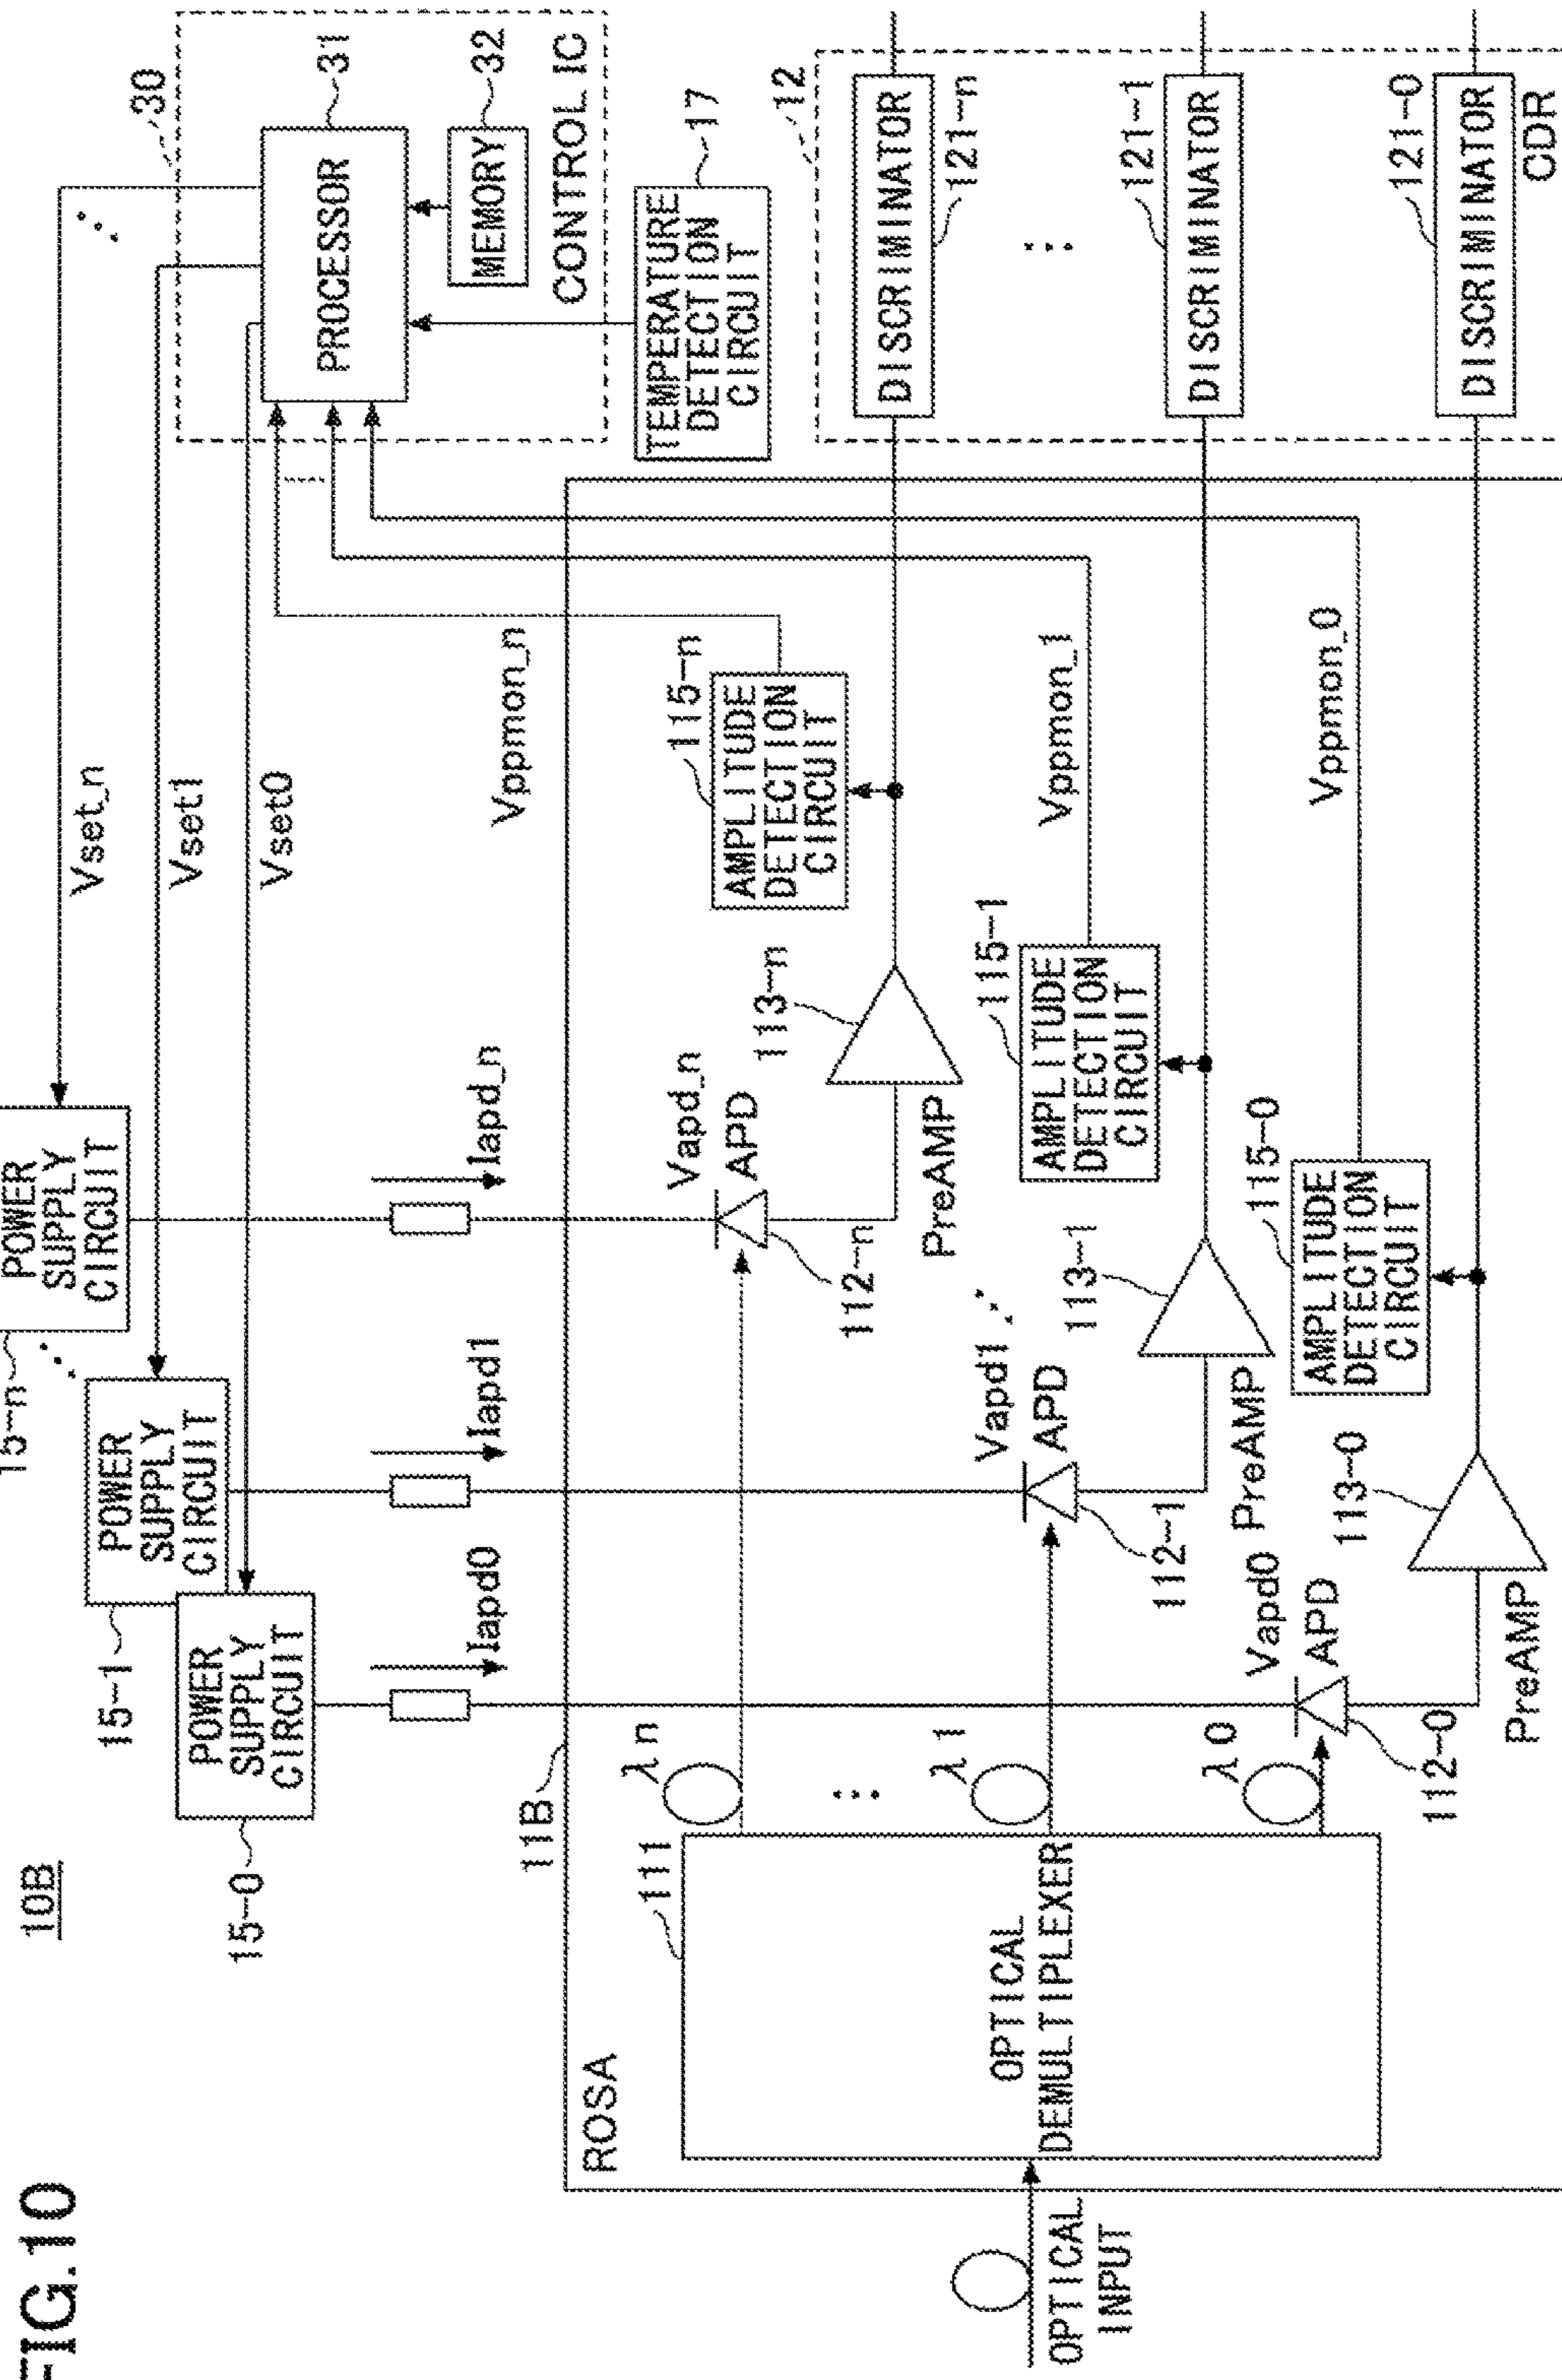 FIG.10
10B
15-n
POWER
SUPPLY
CIRCUIT
15-1
POWER
SUPPLY
CIRCUIT
15-0
POWER
SUPPLY
CIRCUIT
Vset_n
Vset1
Vset0
30
PROCESSOR
31
MEMORY
32
CONTROL IC
TEMPERATURE
DETECTION
CIRCUIT
17
Iapd0
Iapd1
Iapd_n
11B
ROSA
OPTICAL
INPUT
111
OPTICAL
DEMULTIPLEXER
λn
λ1
λ0
Vapd_n
APD
112-n
113-n
PreAMP
115-n
AMPLITUDE
DETECTION
CIRCUIT
Vppmon_n
Vapd1
APD
112-1
113-1
PreAMP
115-1
AMPLITUDE
DETECTION
CIRCUIT
Vppmon_1
Vapd0
APD
112-0
113-0
PreAMP
115-0
AMPLITUDE
DETECTION
CIRCUIT
Vppmon_0
12
DISCRIMINATOR
121-n
DISCRIMINATOR
121-1
DISCRIMINATOR
121-0
CDR